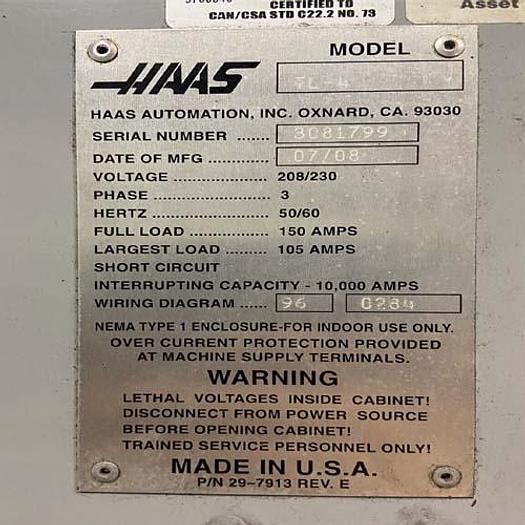 CERTIFIED TO
CAN/CSA STD C22.2 NO. 73
Asset
MODEL
HAAS
HAAS AUTOMATION, INC. OXNARD, CA. 93030
SERIAL NUMBER ...... 3081799
DATE OF MFG ........... 07/08
VOLTAGE .................. 208/230
PHASE ...................... 3
HERTZ ...................... 50/60
FULL LOAD ............... 150 AMPS
LARGEST LOAD ........ 105 AMPS
SHORT CIRCUIT
INTERRUPTING CAPACITY - 10,000 AMPS
WIRING DIAGRAM ...... 96 0284
NEMA TYPE 1 ENCLOSURE-FOR INDOOR USE ONLY.
OVER CURRENT PROTECTION PROVIDED
AT MACHINE SUPPLY TERMINALS.
WARNING
LETHAL VOLTAGES INSIDE CABINET!
DISCONNECT FROM POWER SOURCE
BEFORE OPENING CABINET!
TRAINED SERVICE PERSONNEL ONLY!
MADE IN U.S.A.
P/N 29-7913 REV. E